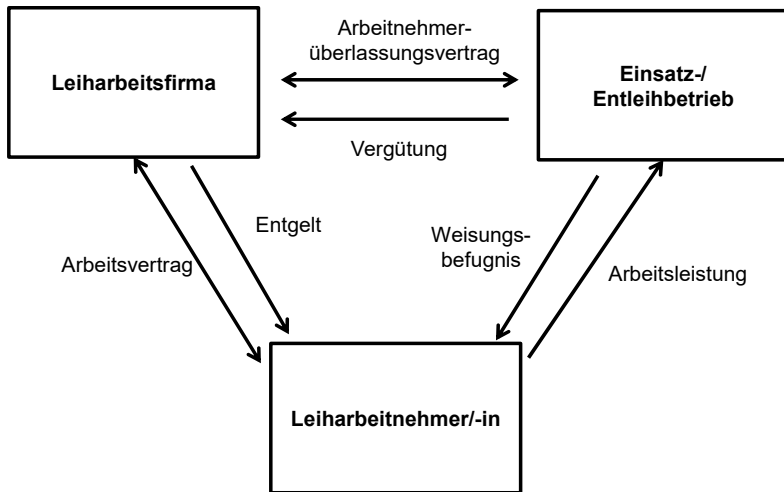 Leiharbeitsfirma
Arbeitnehmer-
überlassungsvertrag
Einsatz-/
Entleihbetrieb
Vergütung
Entgelt
Arbeitsvertrag
Weisungs-
befugnis
Arbeitsleistung
Leiharbeitnehmer/-in